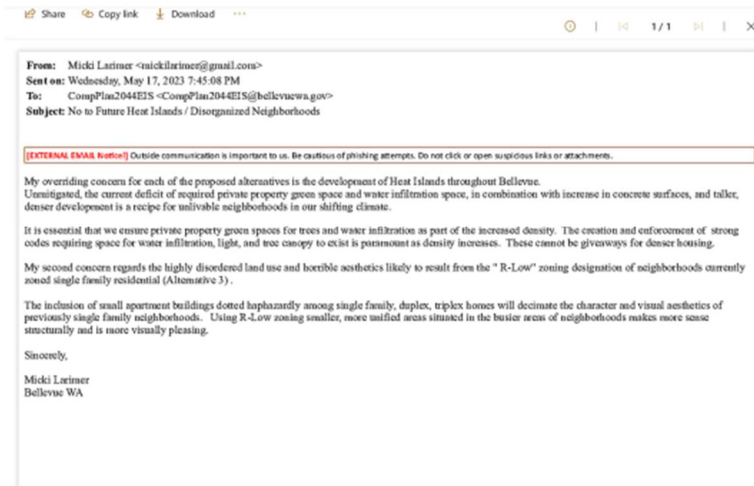 Share Copy link Download ...
1/1
From: Micki Larimer <mickilarimer@gmail.com>
Sent on: Wednesday, May 17, 2023 7:45:08 PM
To: CompPlan2044EIS <CompPlan2044EIS@bellevuewa.gov>
Subject: No to Future Heat Islands / Disorganized Neighborhoods
[EXTERNAL EMAIL Notice!] Outside communication is important to us. Be cautious of phishing attempts. Do not click or open suspicious links or attachments.
My overriding concern for each of the proposed alternatives is the development of Heat Islands throughout Bellevue.
Unmitigated, the current deficit of required private property green space and water infiltration space, in combination with increase in concrete surfaces, and taller,
denser development is a recipe for unlivable neighborhoods in our shifting climate.
It is essential that we ensure private property green spaces for trees and water infiltration as part of the increased density. The creation and enforcement of strong
codes requiring space for water infiltration, light, and tree canopy to exist is paramount as density increases. These cannot be giveaways for denser housing.
My second concern regards the highly disordered land use and horrible aesthetics likely to result from the " R-Low" zoning designation of neighborhoods currently
zoned single family residential (Alternative 3) .
The inclusion of small apartment buildings dotted haphazardly among single family, duplex, triplex homes will decimate the character and visual aesthetics of
previously single family neighborhoods. Using R-Low zoning smaller, more unified areas situated in the busier areas of neighborhoods makes more sense
structurally and is more visually pleasing.
Sincerely,
Micki Larimer
Bellevue WA